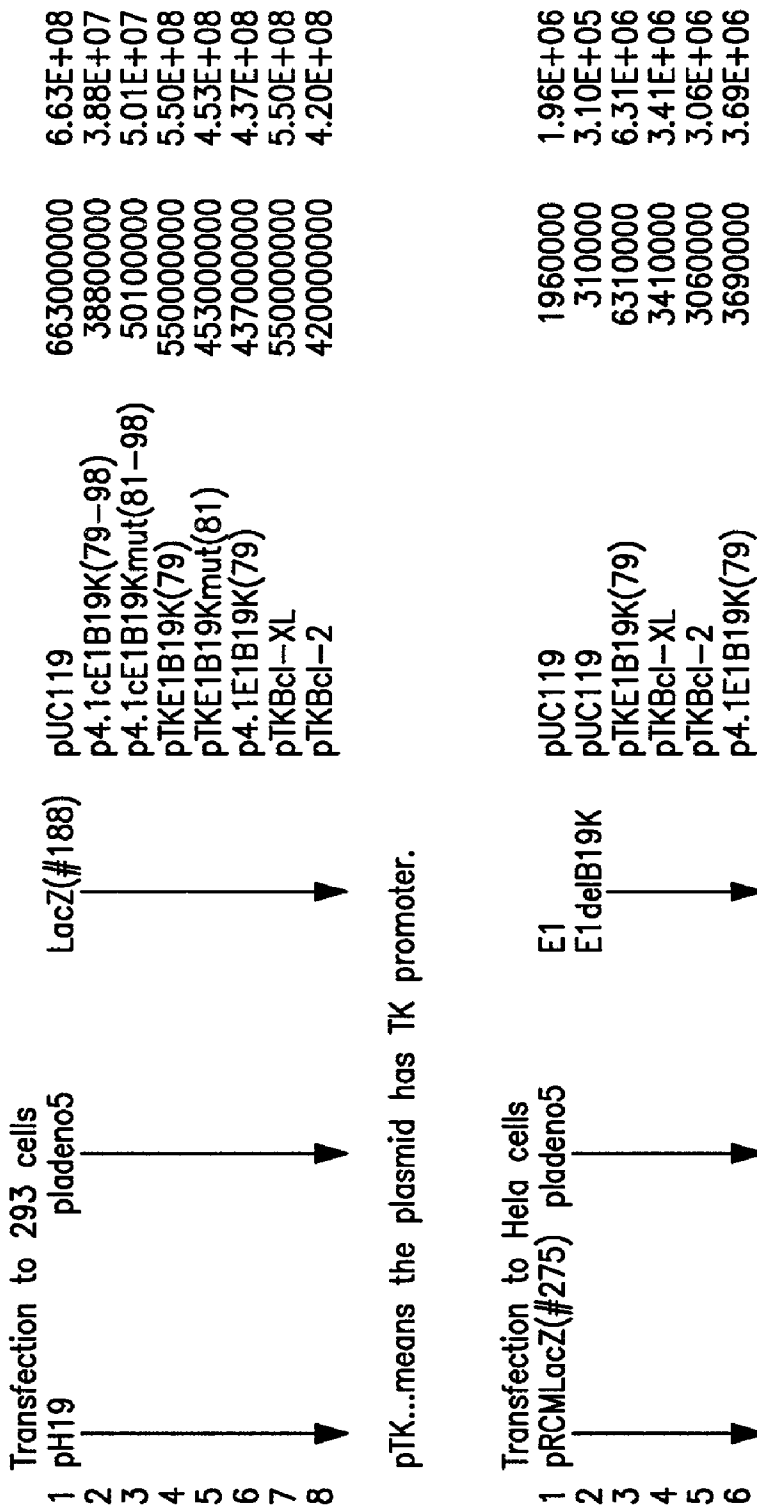 Transfection to 293 cells
1 pH19 pladeno5 LacZ(#188) pUC119 663000000 6.63E+08
2 p4.1cE1B19K(79-98) 38800000 3.88E+07
3 p4.1cE1B19Kmut(81-98) 50100000 5.01E+07
4 pTKE1B19K(79) 550000000 5.50E+08
5 pTKE1B19Kmut(81) 453000000 4.53E+08
6 p4.1E1B19K(79) 437000000 4.37E+08
7 pTKBcl-XL 550000000 5.50E+08
8 pTKBcl-2 420000000 4.20E+08
pTK...means the plasmid has TK promoter.
Transfection to Hela cells
1 pRCMLacZ(#275) pladeno5 E1 pUC119 1960000 1.96E+06
2 E1delB19K pUC119 310000 3.10E+05
3 pTKE1B19K(79) 6310000 6.31E+06
4 pTKBcl-XL 3410000 3.41E+06
5 pTKBcl-2 3060000 3.06E+06
6 p4.1E1B19K(79) 3690000 3.69E+06